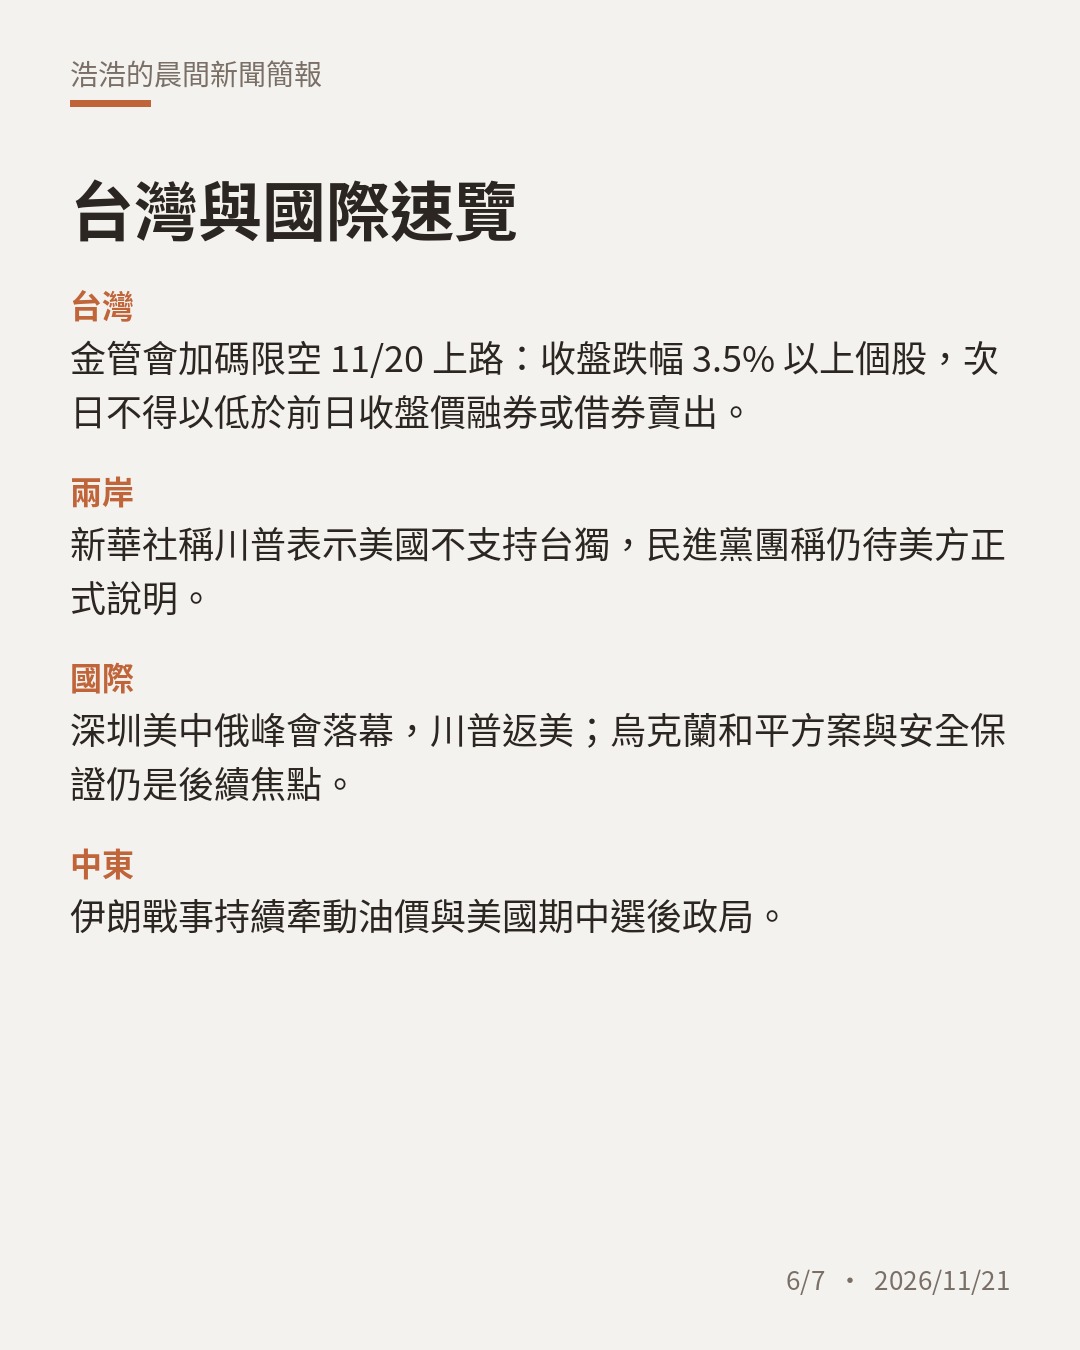 浩浩的晨間新聞簡報
台灣與國際速覽
台灣
金管會加碼限空 11/20 上路：收盤跌幅 3.5% 以上個股，次
日不得以低於前日收盤價融券或借券賣出。
兩岸
新華社稱川普表示美國不支持台獨，民進黨團稱仍待美方正
式說明。
國際
深圳美中俄峰會落幕，川普返美；烏克蘭和平方案與安全保
證仍是後續焦點。
中東
伊朗戰事持續牽動油價與美國期中選後政局。
6/7 ・ 2026/11/21